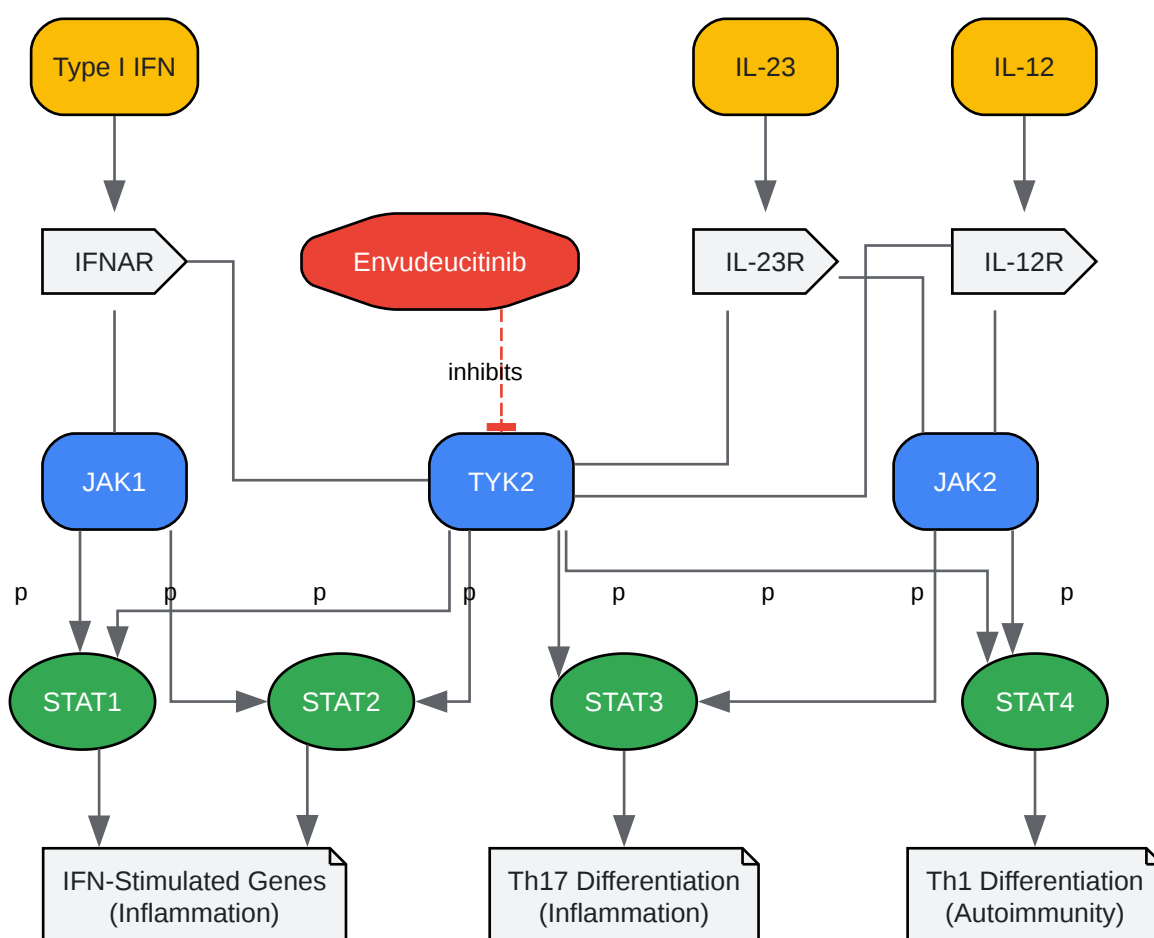 Type I IFN
IL-23
IL-12
IFNAR
Envudeucitinib
IL-23R
IL-12R
inhibits
JAK1
TYK2
JAK2
p
p
p
p
p
p
p
p
STAT1
STAT2
STAT3
STAT4
IFN-Stimulated Genes
(Inflammation)
Th17 Differentiation
(Inflammation)
Th1 Differentiation
(Autoimmunity)